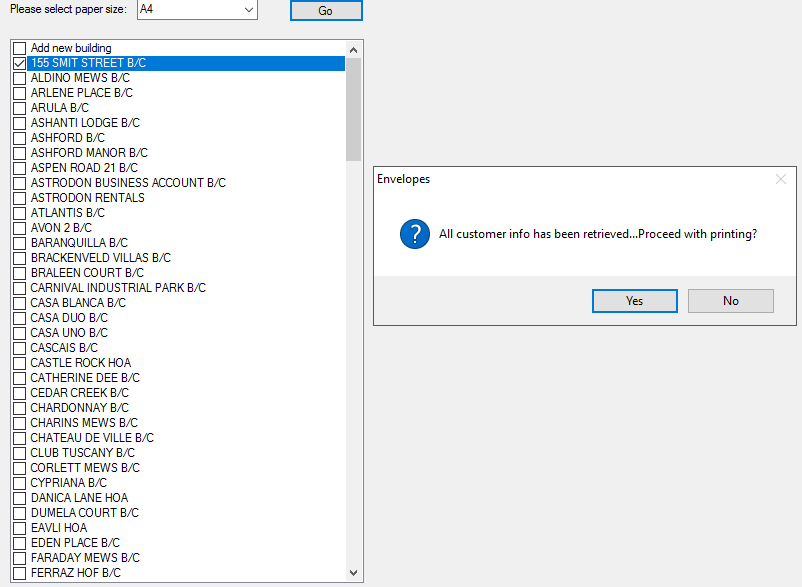 Please select paper size: A4 Go
Add new building
155 SMIT STREET B/C
ALDINO MEWS B/C
ARLENE PLACE B/C
ARULA B/C
ASHANTI LODGE B/C
ASHFORD B/C
ASHFORD MANOR B/C
ASPEN ROAD 21 B/C
ASTRODON BUSINESS ACCOUNT B/C
ASTRODON RENTALS
ATLANTIS B/C
AVON 2 B/C
BARANQUILLA B/C
BRACKENVELD VILLAS B/C
BRALEEN COURT B/C
CARNIVAL INDUSTRIAL PARK B/C
CASA BLANCA B/C
CASA DUO B/C
CASA UNO B/C
CASCAIS B/C
CASTLE ROCK HOA
CATHERINE DEE B/C
CEDAR CREEK B/C
CHARDONNAY B/C
CHARINS MEWS B/C
CHATEAU DE VILLE B/C
CLUB TUSCANY B/C
CORLETT MEWS B/C
CYPRIANA B/C
DANICA LANE HOA
DUMELA COURT B/C
EAVLI HOA
EDEN PLACE B/C
FARADAY MEWS B/C
FERRAZ HOF B/C
Envelopes
All customer info has been retrieved...Proceed with printing?
Yes No